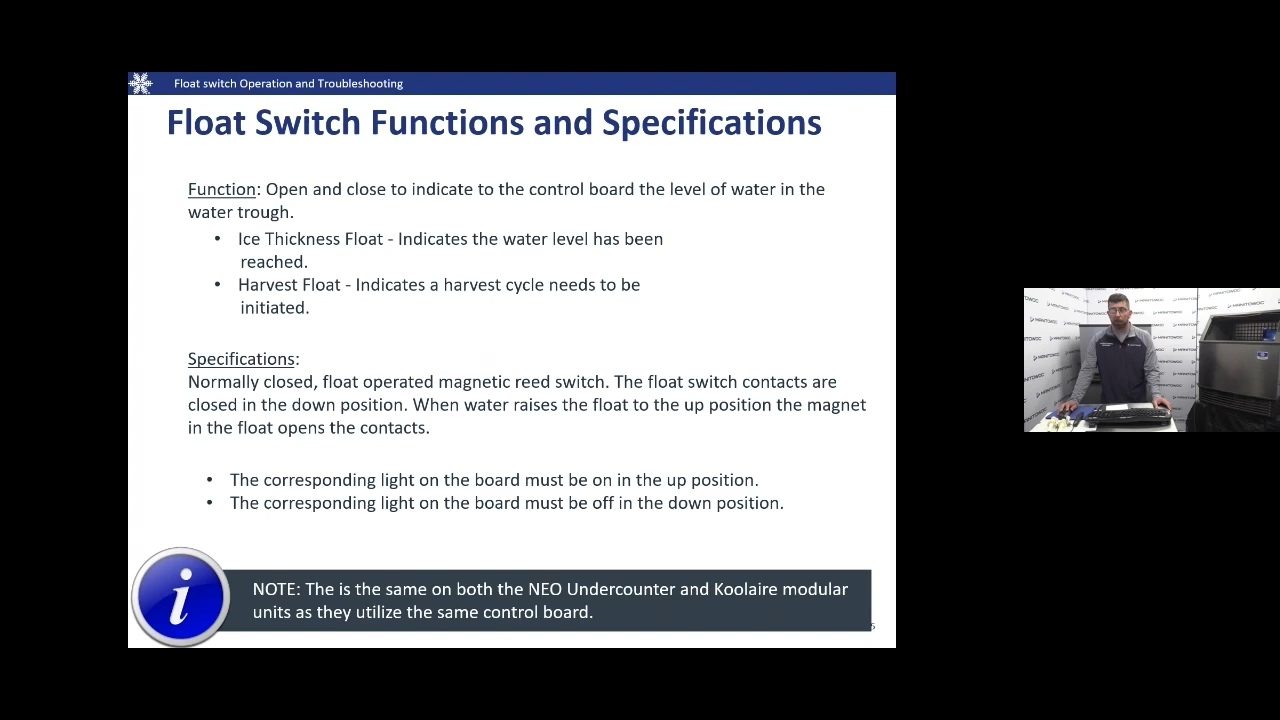 Float switch Operation and Troubleshooting
Float Switch Functions and Specifications
Function: Open and close to indicate to the control board the level of water in the
water trough.
• Ice Thickness Float - Indicates the water level has been
reached.
• Harvest Float - Indicates a harvest cycle needs to be
initiated.
Specifications:
Normally closed, float operated magnetic reed switch. The float switch contacts are
closed in the down position. When water raises the float to the up position the magnet
in the float opens the contacts.
• The corresponding light on the board must be on in the up position.
• The corresponding light on the board must be off in the down position.
i
NOTE: The is the same on both the NEO Undercounter and Koolaire modular
units as they utilize the same control board.
5
MANITOWOC